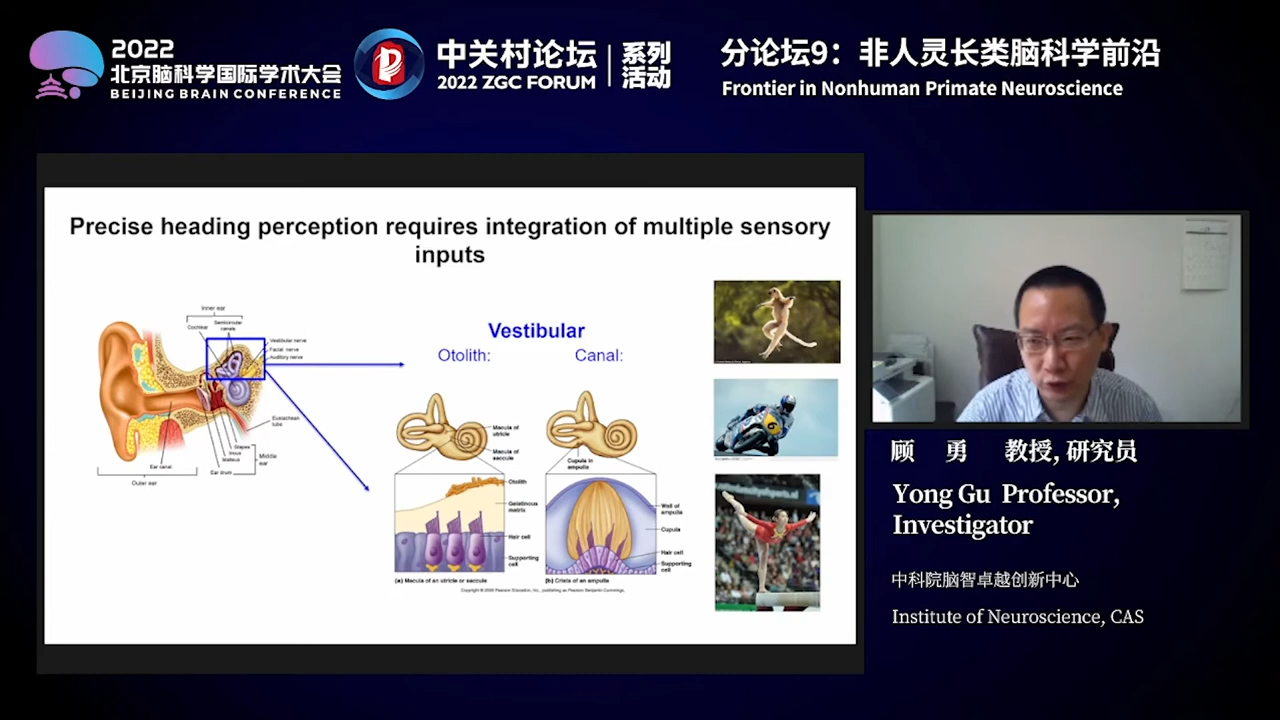 2022
北京脑科学国际学术大会
BEIJING BRAIN CONFERENCE
中关村论坛
2022 ZGC FORUM
系列
活动
分论坛9：非人灵长类脑科学前沿
Frontier in Nonhuman Primate Neuroscience
Precise heading perception requires integration of multiple sensory
inputs
Inner ear
Cochlear
Semicircular
canals
Vestibular nerve
Facial nerve
Auditory nerve
Eustachean
tube
Stapes
Incus
Malleus
Middle
ear
Ear drum
Ear canal
Outer ear
Vestibular
Otolith:
Canal:
Macula of
utricle
Macula of
saccule
Cupula in
ampulla
Otolith
Gelatinous
matrix
Hair cell
Supporting
cell
Wall of
ampulla
Cupula
Hair cell
Supporting
cell
(a) Macula of an utricle or saccule
(b) Crista of an ampulla
6
顾 勇 教授, 研究员
Yong Gu Professor,
Investigator
中科院脑智卓越创新中心
Institute of Neuroscience, CAS